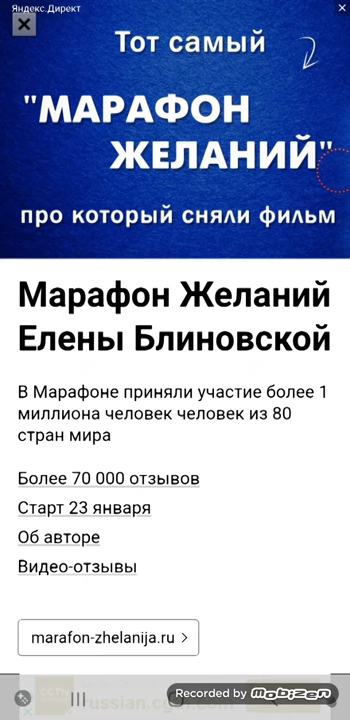 Яндекс.Директ
Тот самый
"МАРАФОН
ЖЕЛАНИЙ"
про который сняли фильм
Марафон Желаний
Елены Блиновской
В Марафоне приняли участие более 1
миллиона человек человек из 80
стран мира
Более 70 000 отзывов
Старт 23 января
Об авторе
Видео-отзывы
marafon-zhelanija.ru
Recorded by Mobizen